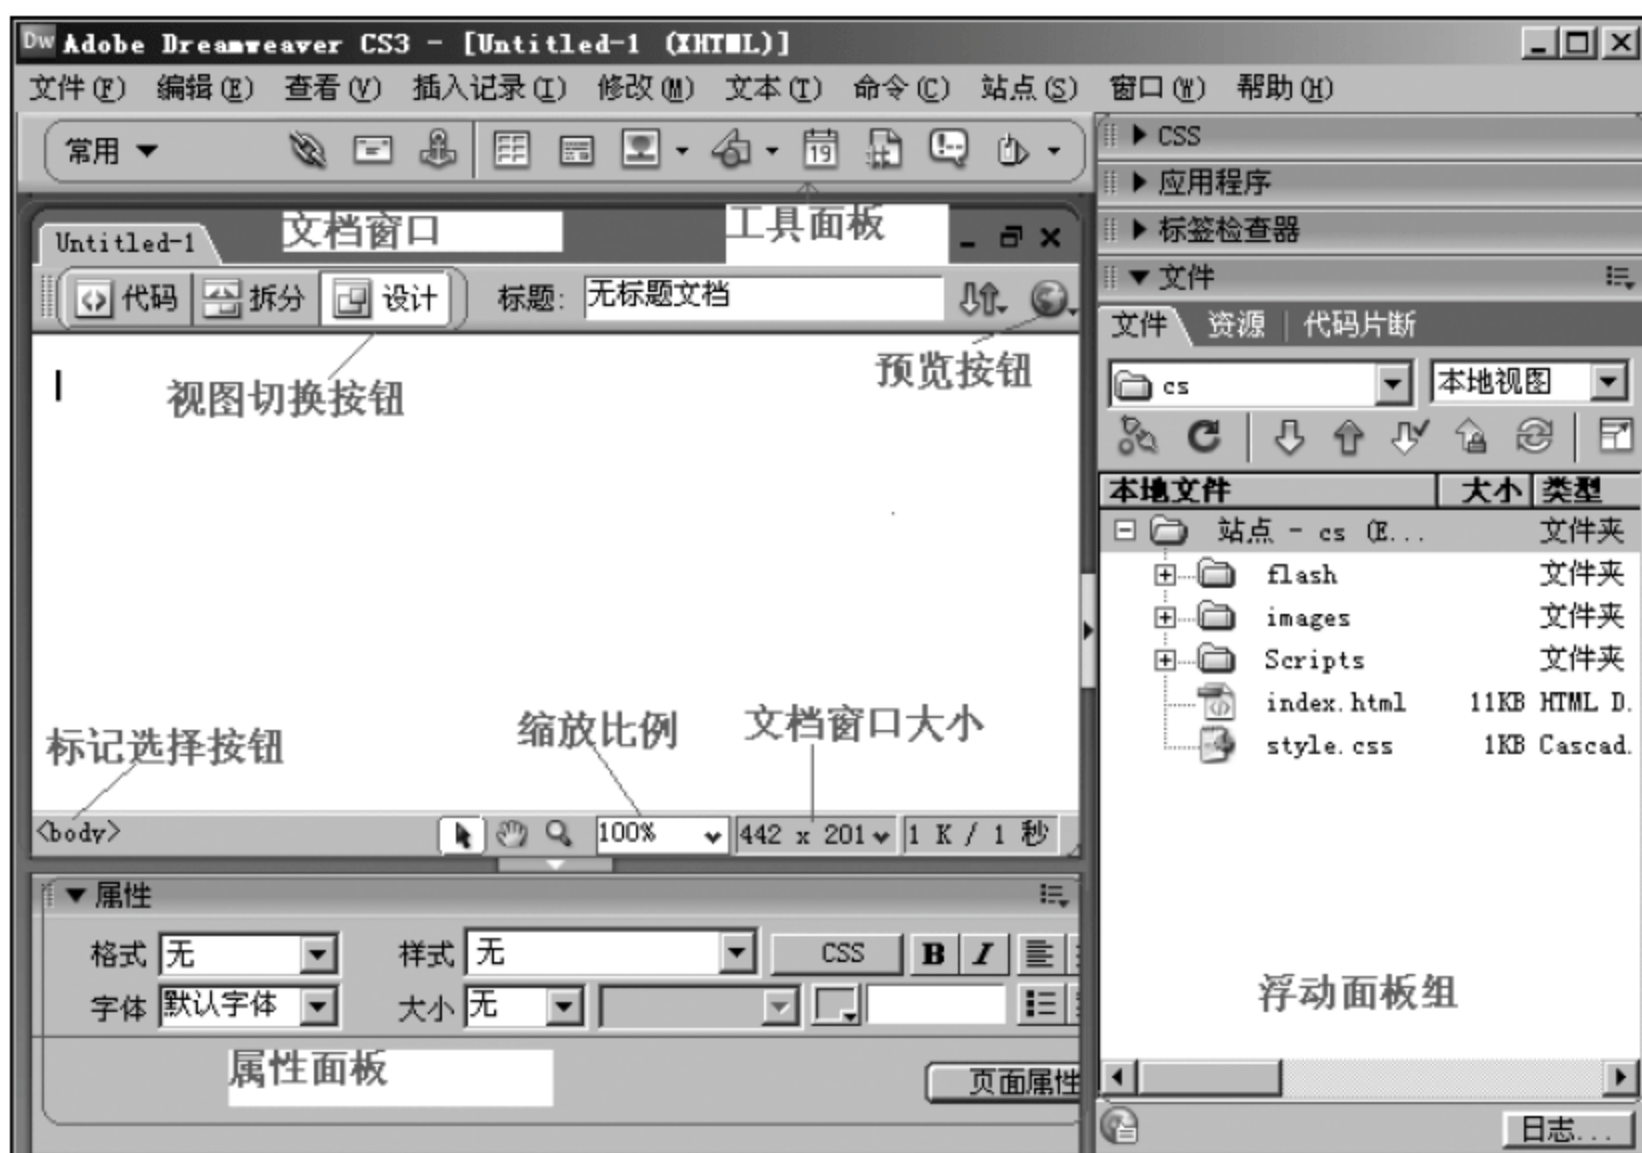 Dw Adobe Dreamweaver CS3 - [Untitled-1 (XHTML)]
文件(F) 编辑(E) 查看(V) 插入记录(I) 修改(M) 文本(T) 命令(C) 站点(S) 窗口(W) 帮助(H)
常用
19
文档窗口
工具面板
Untitled-1
代码 拆分 设计 标题: 无标题文档
视图切换按钮
预览按钮
标记选择按钮
缩放比例
文档窗口大小
<body>
100%
442 x 201
1 K / 1 秒
属性
格式 无 样式 无 CSS B I
字体 默认字体 大小 无
属性面板
页面属性
CSS
应用程序
标签检查器
文件
文件 资源 代码片断
cs 本地视图
本地文件 大小 类型
站点 - cs (E... 文件夹
flash 文件夹
images 文件夹
Scripts 文件夹
index.html 11KB HTML D.
style.css 1KB Cascad.
浮动面板组
日志...